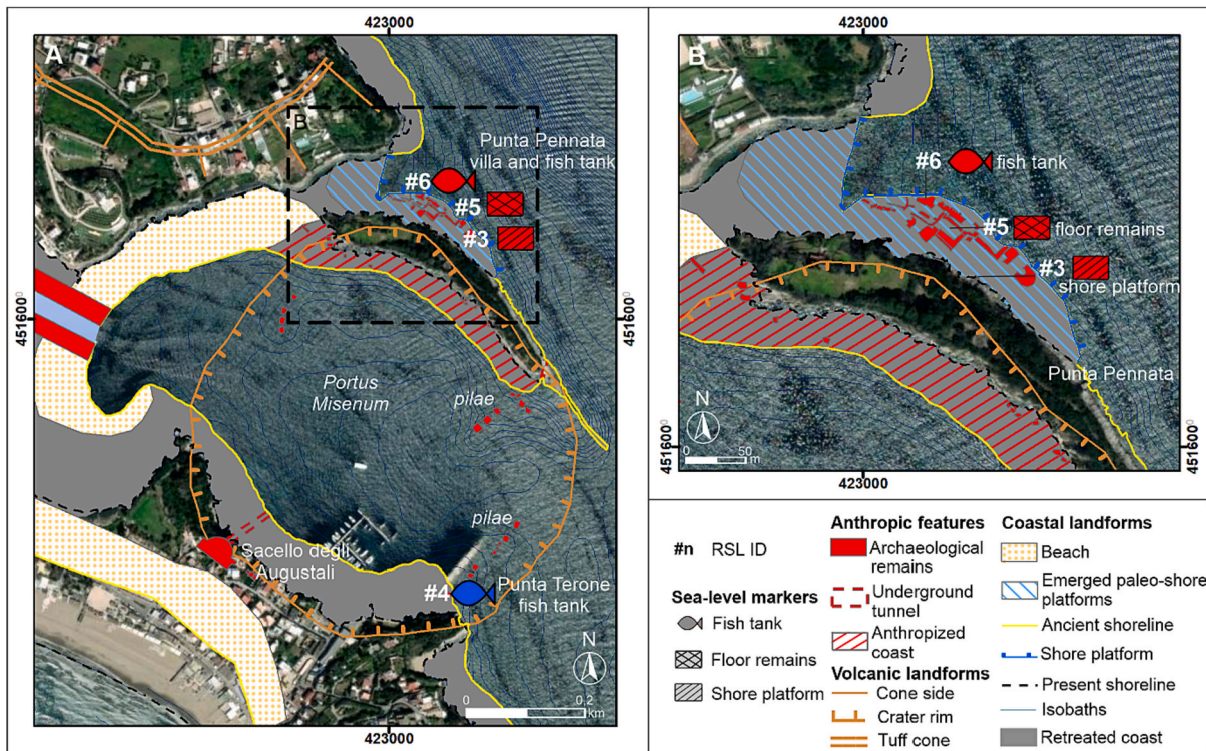 423000
A
B
Punta Pennata
villa and fish tank
#6
#5
#3
451600
451600
Portus
Misenum
pilae
pilae
Sacello degli
Augustali
#4
Punta Terone
fish tank
N
0
0,2
km
423000
423000
B
#6
fish tank
#5
floor remains
#3
shore platform
Punta Pennata
N
0
50
m
451600
451600
423000
#n RSL ID
Sea-level markers
Fish tank
Floor remains
Shore platform
Anthropic features
Archaeological
remains
Underground
tunnel
Anthropized
coast
Volcanic landforms
Cone side
Crater rim
Tuff cone
Coastal landforms
Beach
Emerged paleo-shore
platforms
Ancient shoreline
Shore platform
Present shoreline
Isobaths
Retreated coast